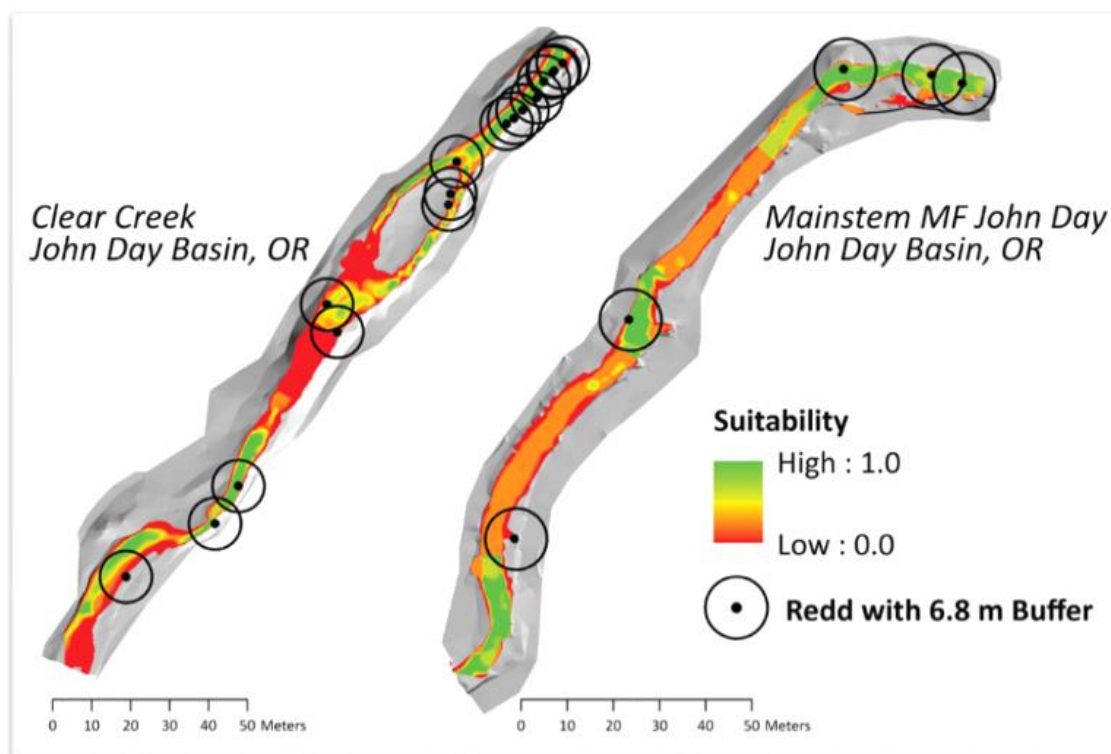 Clear Creek
John Day Basin, OR
Mainstem MF John Day
John Day Basin, OR
Suitability
High : 1.0
Low : 0.0
Redd with 6.8 m Buffer
0 10 20 30 40 50 Meters
0 10 20 30 40 50 Meters